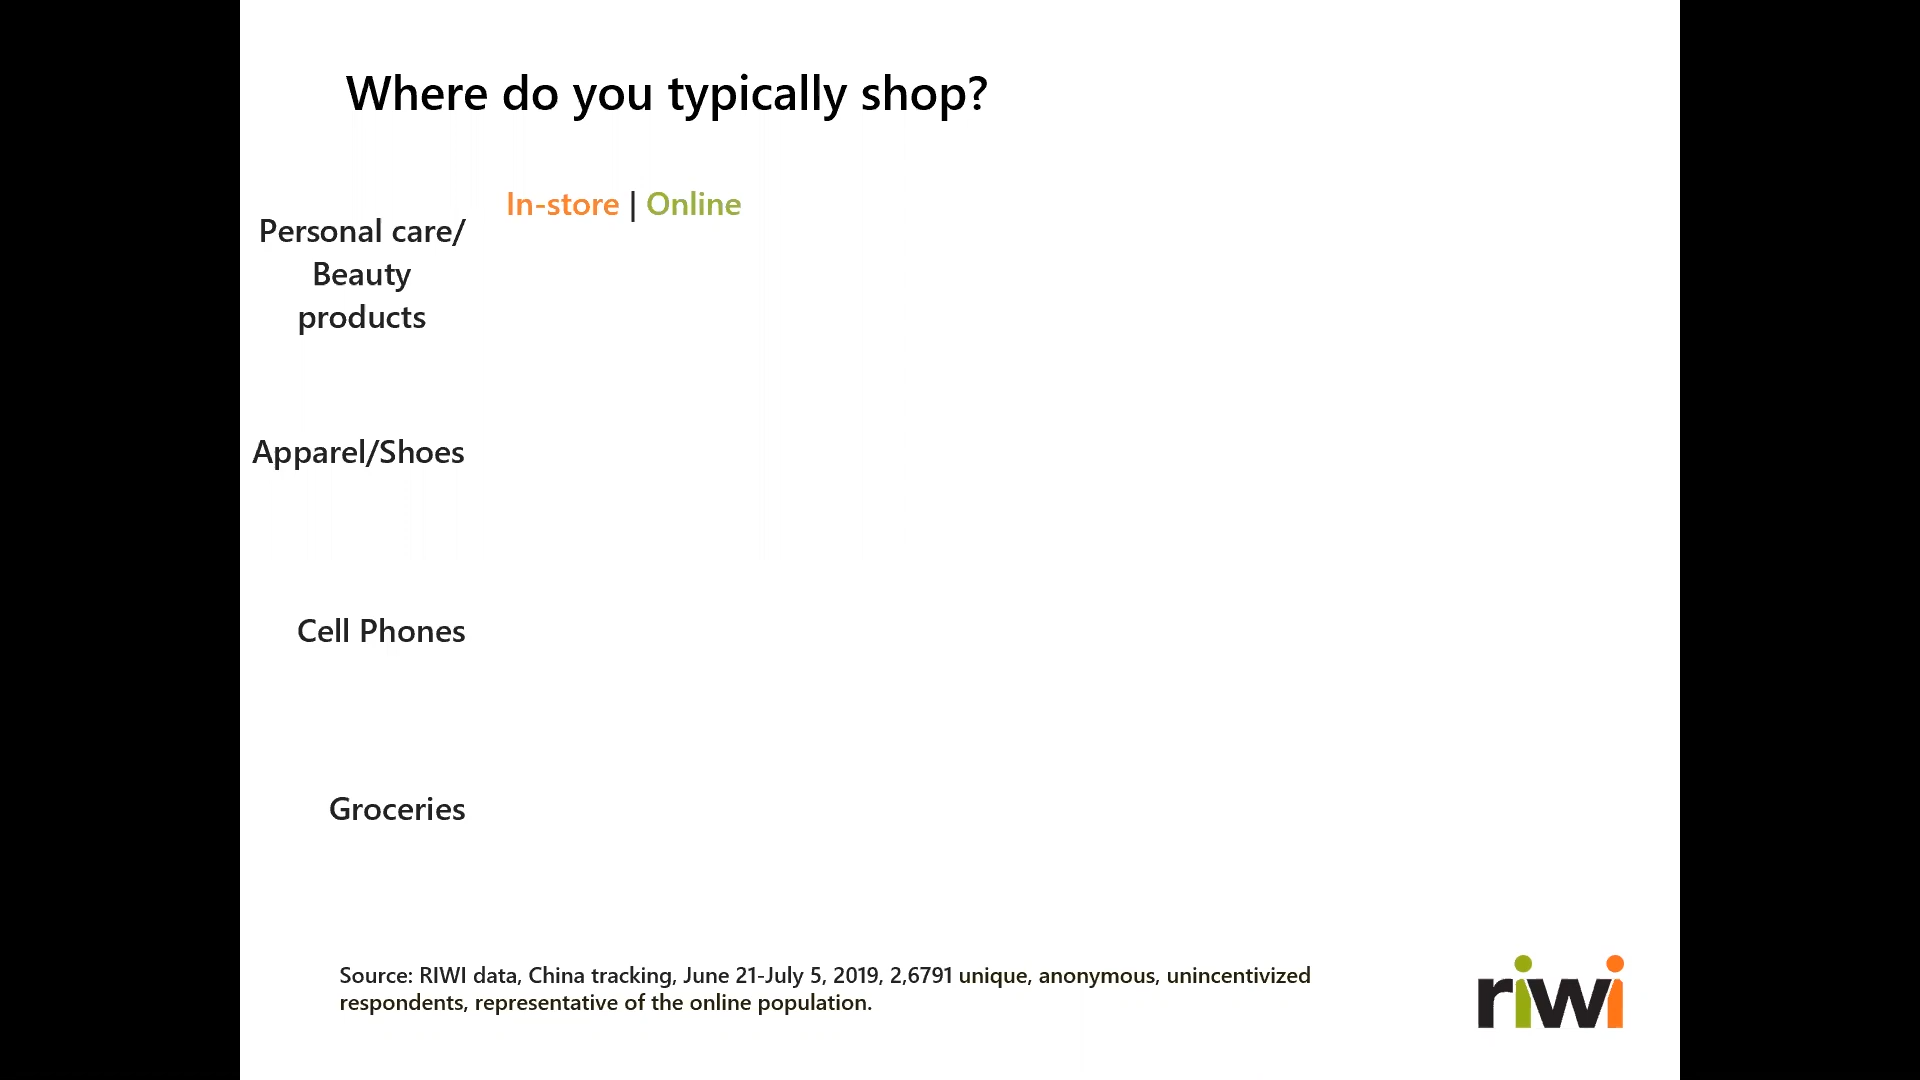 Where do you typically shop?
In-store | Online
Personal care/
Beauty
products
Apparel/Shoes
Cell Phones
Groceries
Source: RIWI data, China tracking, June 21-July 5, 2019, 2,6791 unique, anonymous, unincentivized
respondents, representative of the online population.
riwi